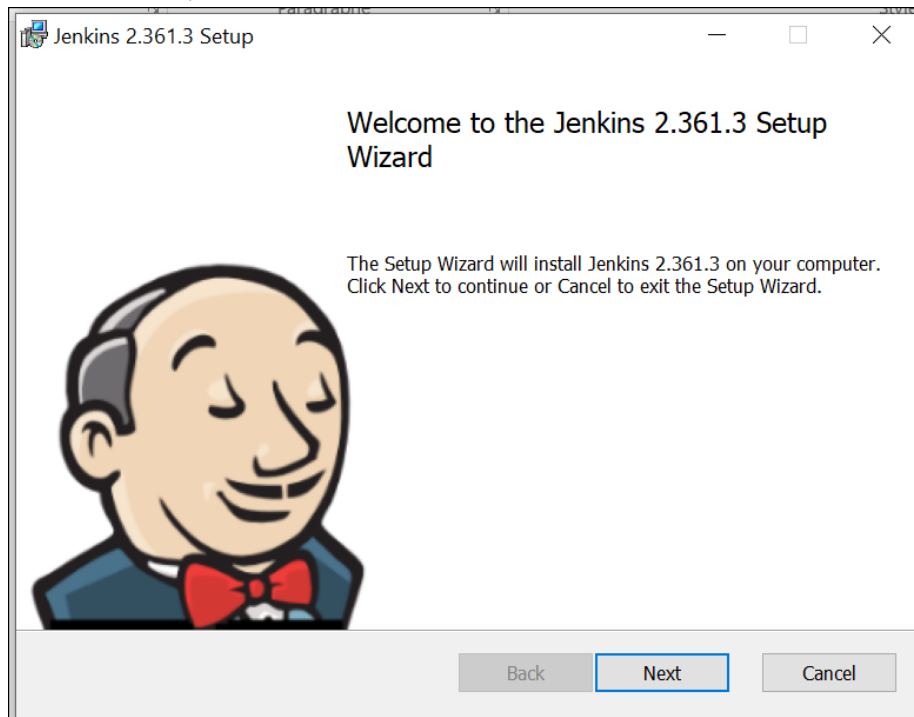 Paragraphe
Style
Jenkins 2.361.3 Setup
Welcome to the Jenkins 2.361.3 Setup
Wizard
The Setup Wizard will install Jenkins 2.361.3 on your computer.
Click Next to continue or Cancel to exit the Setup Wizard.
Back
Next
Cancel